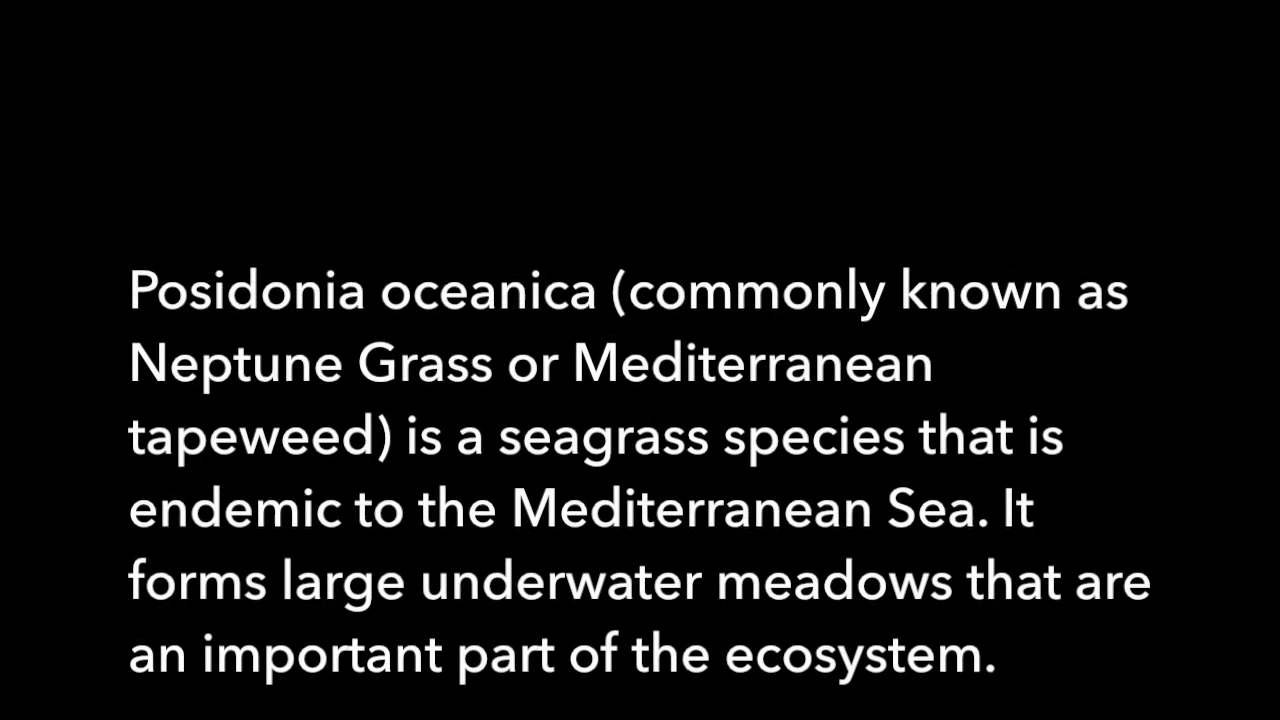 Posidonia oceanica (commonly known as
Neptune Grass or Mediterranean
tapeweed) is a seagrass species that is
endemic to the Mediterranean Sea. It
forms large underwater meadows that are
an important part of the ecosystem.